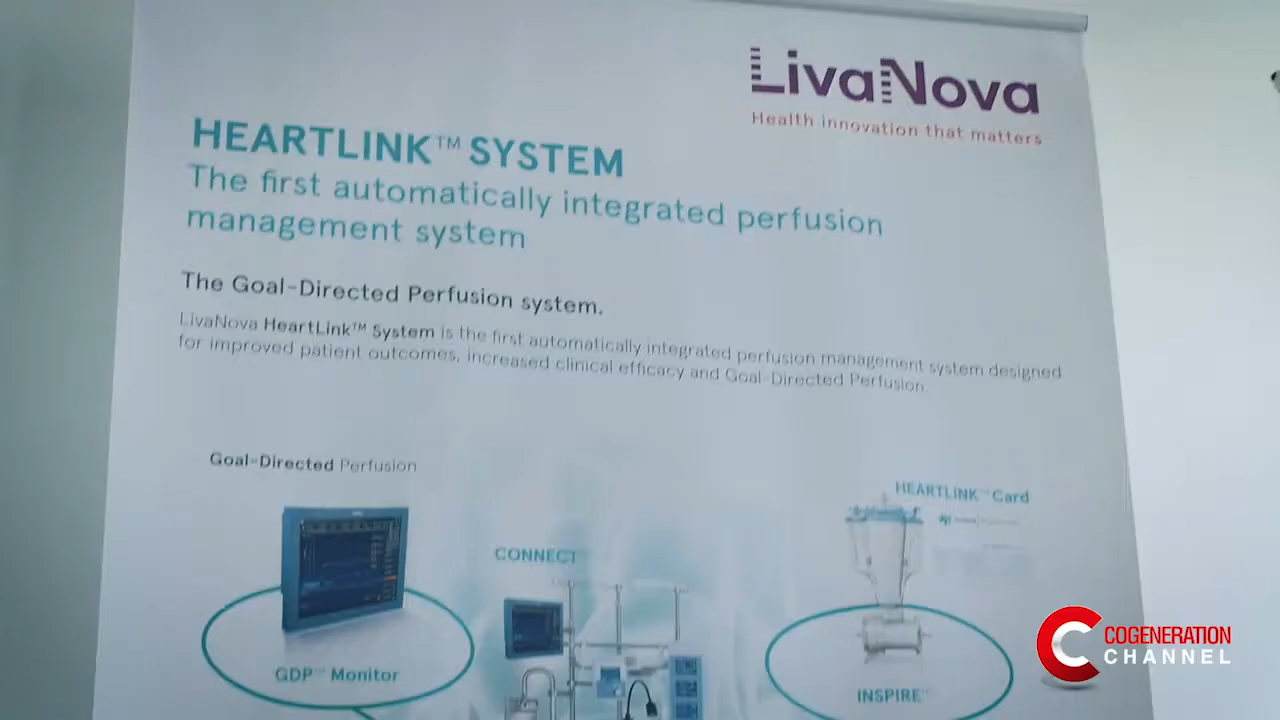 LivaNova
Health innovation that matters
HEARTLINK™ SYSTEM
The first automatically integrated perfusion
management system
The Goal-Directed Perfusion system.
LivaNova HeartLink™ System is the first automatically integrated perfusion management system designed
for improved patient outcomes, increased clinical efficacy and Goal-Directed Perfusion.
Goal-Directed Perfusion
HEARTLINK™ Card
CONNECT™
GDP™ Monitor
INSPIRE™
COGENERATION
CHANNEL